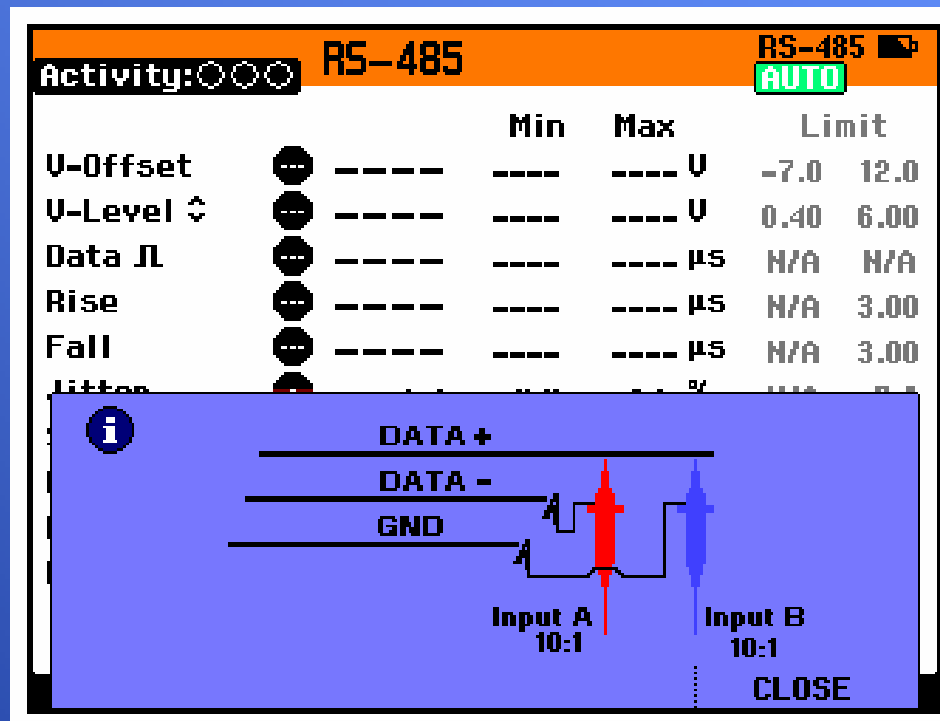 RS-485
RS-485
Activity:
AUTO
Min Max Limit
V-Offset ---- ---- ---- V -7.0 12.0
V-Level ---- ---- ---- V 0.40 6.00
Data ---- ---- ---- µs N/A N/A
Rise ---- ---- ---- µs N/A 3.00
Fall ---- ---- ---- µs N/A 3.00
Jitter
i
DATA +
DATA -
GND
Input A
10:1
Input B
10:1
CLOSE